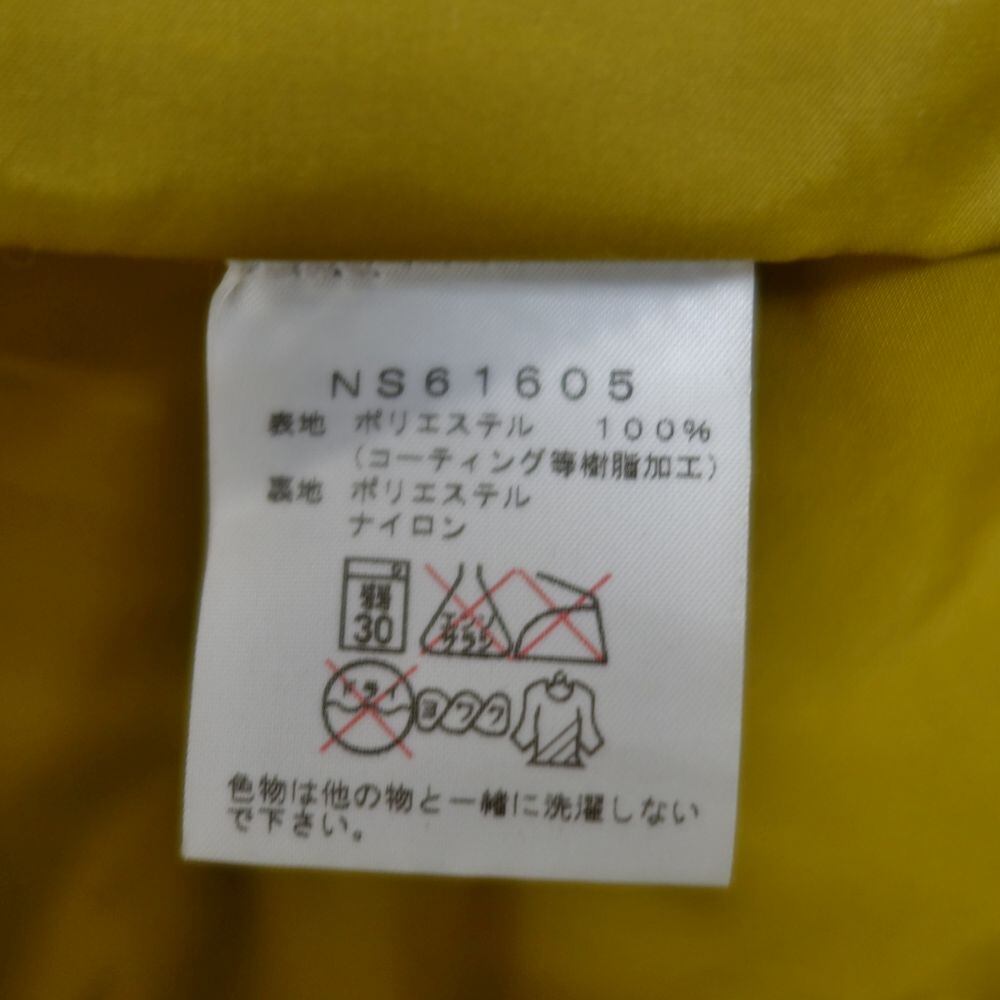 NS61605
表地 ポリエステル 100%
(コーティング等樹脂加工)
裏地 ポリエステル
ナイロン
30
エンソ
サラシ
ドライ
ヨワク
色物は他の物と一緒に洗濯しない
で下さい。